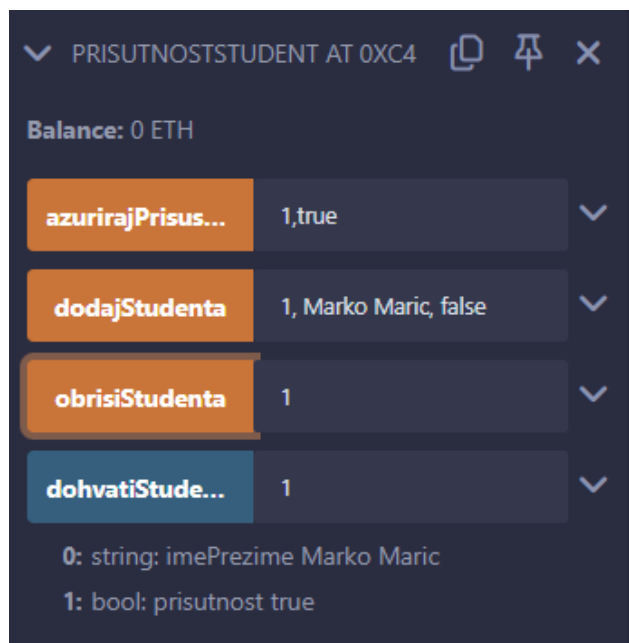 PRISUTNOSTSTUDENT AT 0XC4
Balance: 0 ETH
azurirajPrisus... 1,true
dodajStudenta 1, Marko Maric, false
obrisiStudenta 1
dohvatiStude... 1
0: string: imePrezime Marko Maric
1: bool: prisutnost true